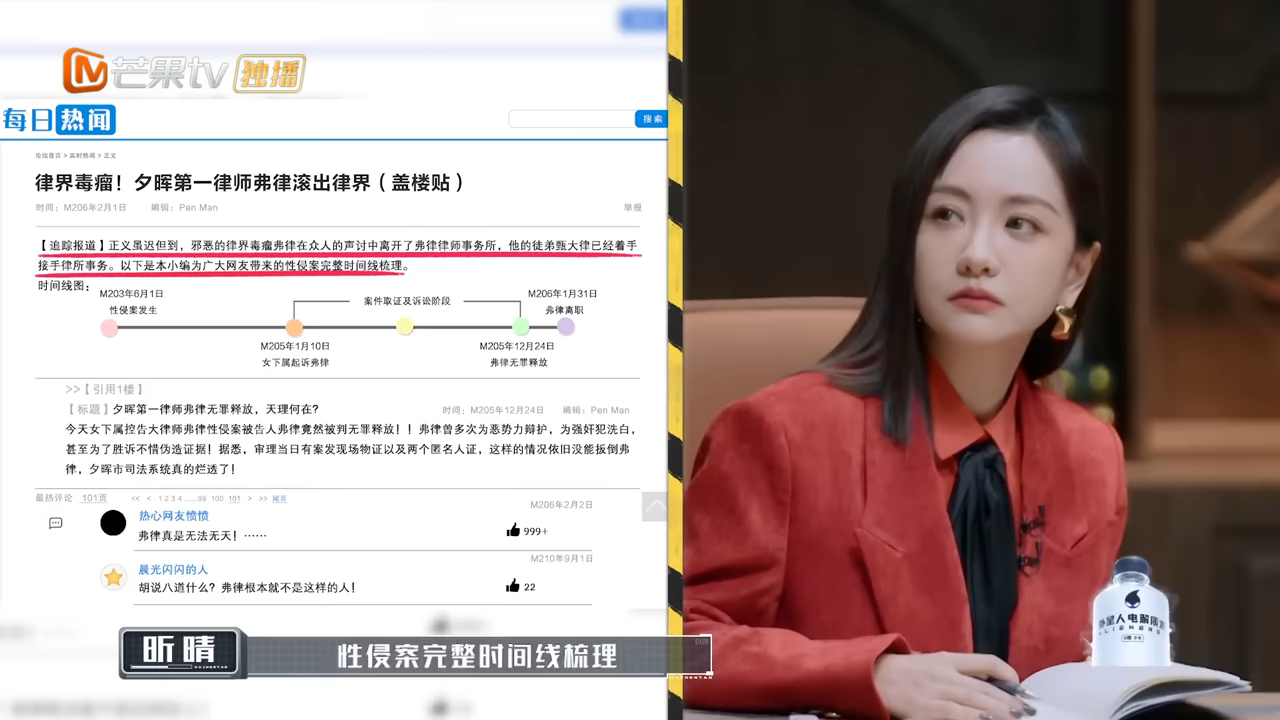 芒果tv 独播
每日热闻
搜索
论坛首页 > 实时热闻 > 正文
律界毒瘤！夕晖第一律师弗律滚出律界（盖楼贴）
时间：M206年2月1日 编辑：Pen Man 举报
【追踪报道】正义虽迟但到，邪恶的律界毒瘤弗律在众人的声讨中离开了弗律律师事务所，他的徒弟甄大律已经着手
接手律所事务。以下是本小编为广大网友带来的性侵案完整时间线梳理。
时间线图：
M203年6月1日
性侵案发生
案件取证及诉讼阶段
M206年1月31日
弗律离职
M205年1月10日
女下属起诉弗律
M205年12月24日
弗律无罪释放
>>【引用1楼】
【标题】夕晖第一律师弗律无罪释放，天理何在？ 时间：M205年12月24日 编辑：Pen Man
今天女下属控告大律师弗律性侵案被告人弗律竟然被判无罪释放！！弗律曾多次为恶势力辩护，为强奸犯洗白，
甚至为了胜诉不惜伪造证据！据悉，审理当日有案发现场物证以及两个匿名人证，这样的情况依旧没能扳倒弗
律，夕晖市司法系统真的烂透了！
最热评论 101页 << < 1 2 3 4 ......99 100 101 > >> 尾页
M206年2月2日
热心网友愤愤
弗律真是无法无天！······
999+
M210年9月1日
晨光闪闪的人
胡说八道什么？弗律根本就不是这样的人！
22
昕晴
性侵案完整时间线梳理
外星人电解质水